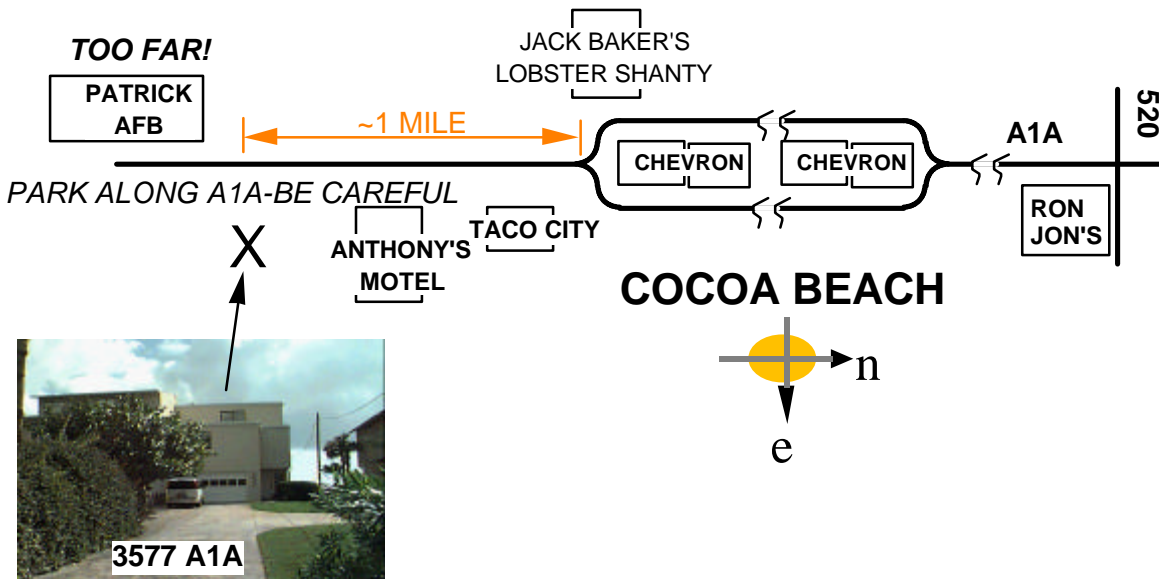 TOO FAR!
PATRICK
AFB
JACK BAKER'S
LOBSTER SHANTY
~1 MILE
CHEVRON
CHEVRON
A1A
520
PARK ALONG A1A-BE CAREFUL
X
ANTHONY'S
MOTEL
TACO CITY
RON
JON'S
COCOA BEACH
n
e
3577 A1A